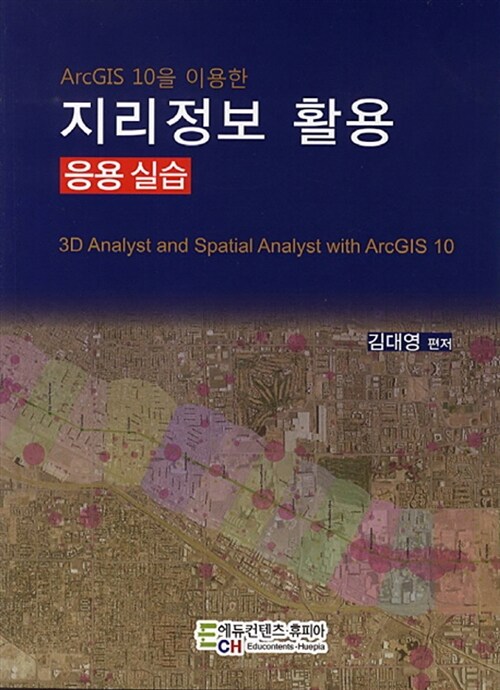 ArcGIS 10을 이용한
지리정보 활용
응용 실습
3D Analyst and Spatial Analyst with ArcGIS 10
김대영 편저
에듀컨텐츠·휴피아
ECH Educontents·Huepia